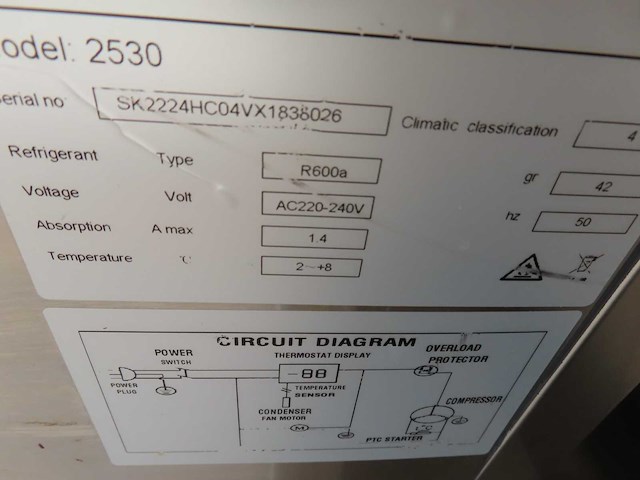 odel: 2530
erial no SK2224HC04VX1838026 Climatic classification 4
Refrigerant Type R600a gr 42
Voltage Volt AC220-240V hz 50
Absorption A max 1.4
Temperature °C 2~+8
CIRCUIT DIAGRAM
POWER SWITCH
THERMOSTAT DISPLAY
OVERLOAD PROTECTOR
-88
POWER PLUG
TEMPERATURE SENSOR
CONDENSER FAN MOTOR
M
COMPRESSOR
PTC STARTER